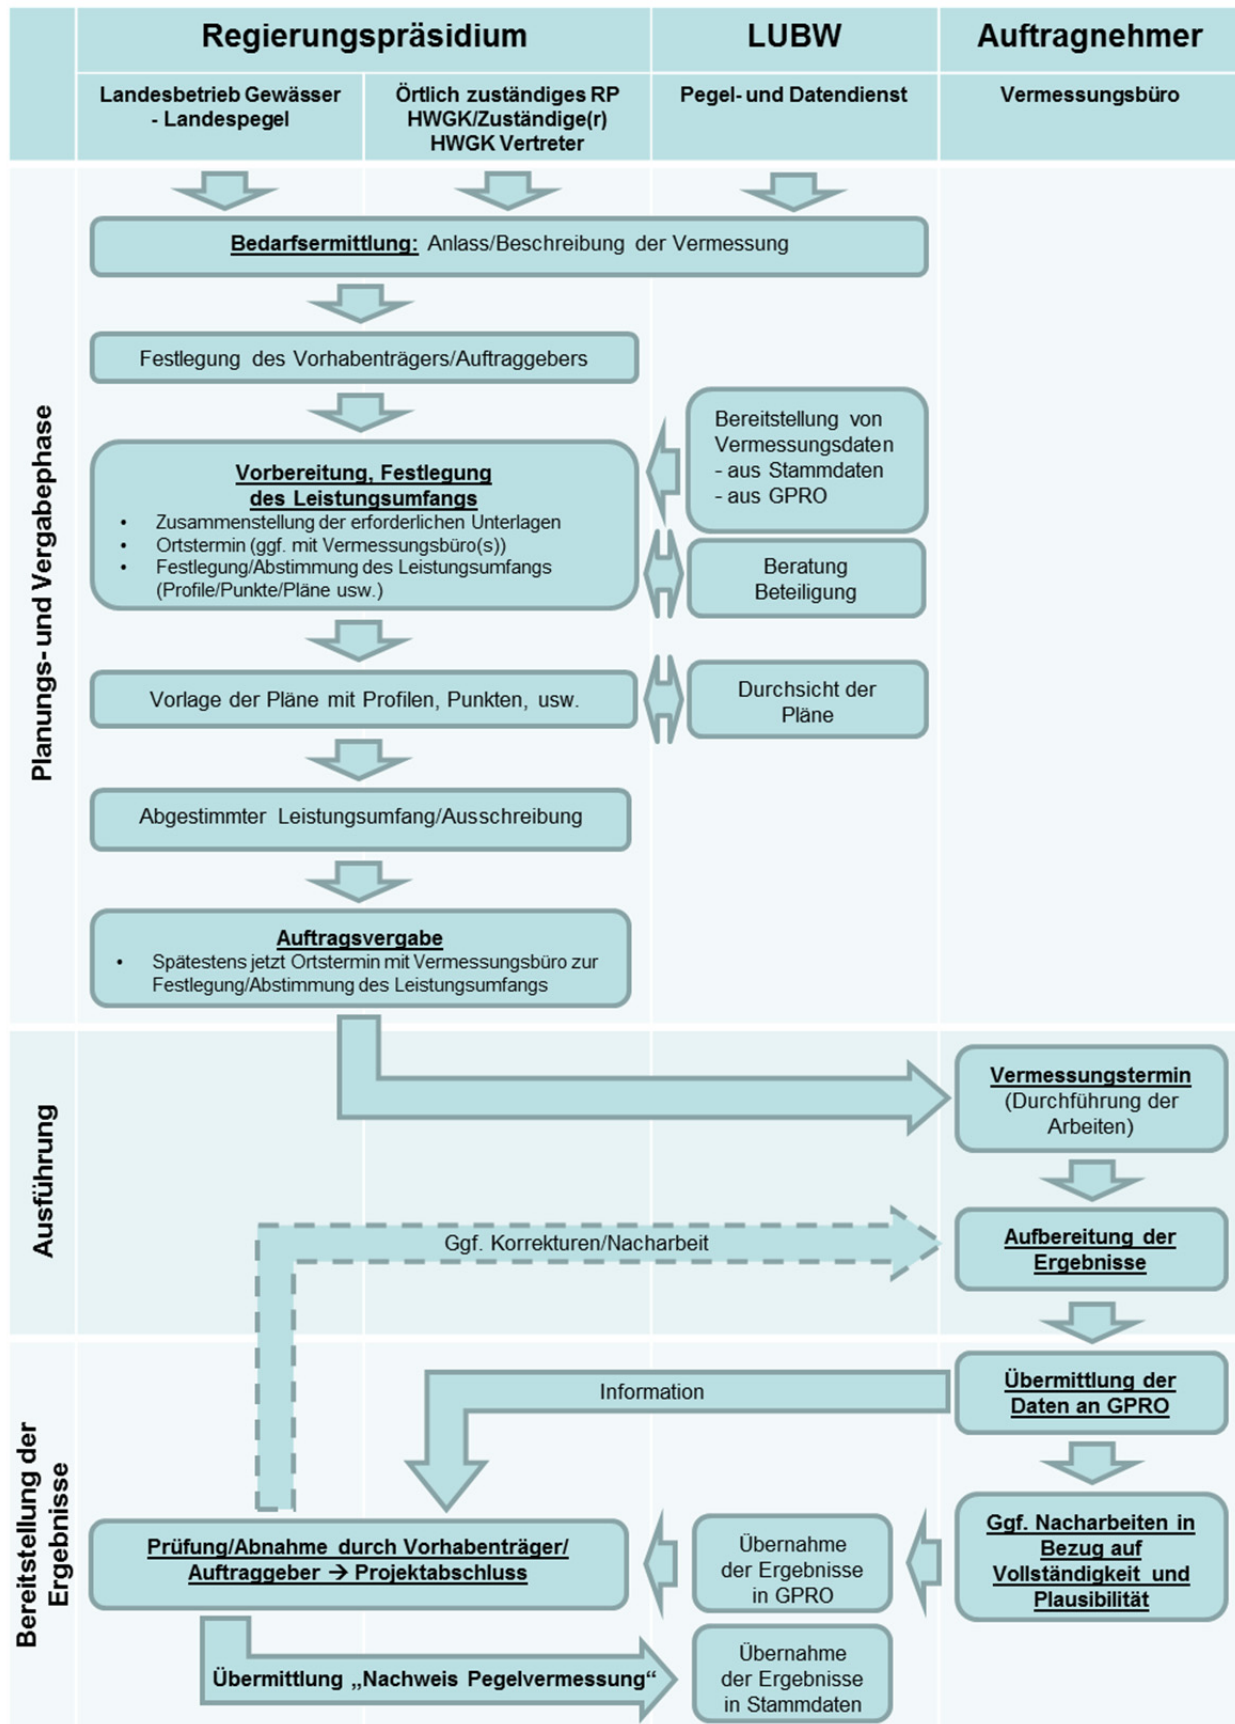 Regierungspräsidium
LUBW
Auftragnehmer
Landesbetrieb Gewässer
- Landespegel
Örtlich zuständiges RP
HWGK/Zuständige(r)
HWGK Vertreter
Pegel- und Datendienst
Vermessungsbüro
Planungs- und Vergabephase
Bedarfsermittlung: Anlass/Beschreibung der Vermessung
Festlegung des Vorhabenträgers/Auftraggebers
Vorbereitung, Festlegung
des Leistungsumfangs
• Zusammenstellung der erforderlichen Unterlagen
• Ortstermin (ggf. mit Vermessungsbüro(s))
• Festlegung/Abstimmung des Leistungsumfangs
(Profile/Punkte/Pläne usw.)
Bereitstellung von
Vermessungsdaten
- aus Stammdaten
- aus GPRO
Beratung
Beteiligung
Vorlage der Pläne mit Profilen, Punkten, usw.
Durchsicht der
Pläne
Abgestimmter Leistungsumfang/Ausschreibung
Auftragsvergabe
• Spätestens jetzt Ortstermin mit Vermessungsbüro zur
Festlegung/Abstimmung des Leistungsumfangs
Ausführung
Vermessungstermin
(Durchführung der
Arbeiten)
Ggf. Korrekturen/Nacharbeit
Aufbereitung der
Ergebnisse
Bereitstellung der
Ergebnisse
Information
Übermittlung der
Daten an GPRO
Prüfung/Abnahme durch Vorhabenträger/
Auftraggeber → Projektabschluss
Übernahme
der Ergebnisse
in GPRO
Ggf. Nacharbeiten in
Bezug auf
Vollständigkeit und
Plausibilität
Übermittlung „Nachweis Pegelvermessung“
Übernahme
der Ergebnisse
in Stammdaten